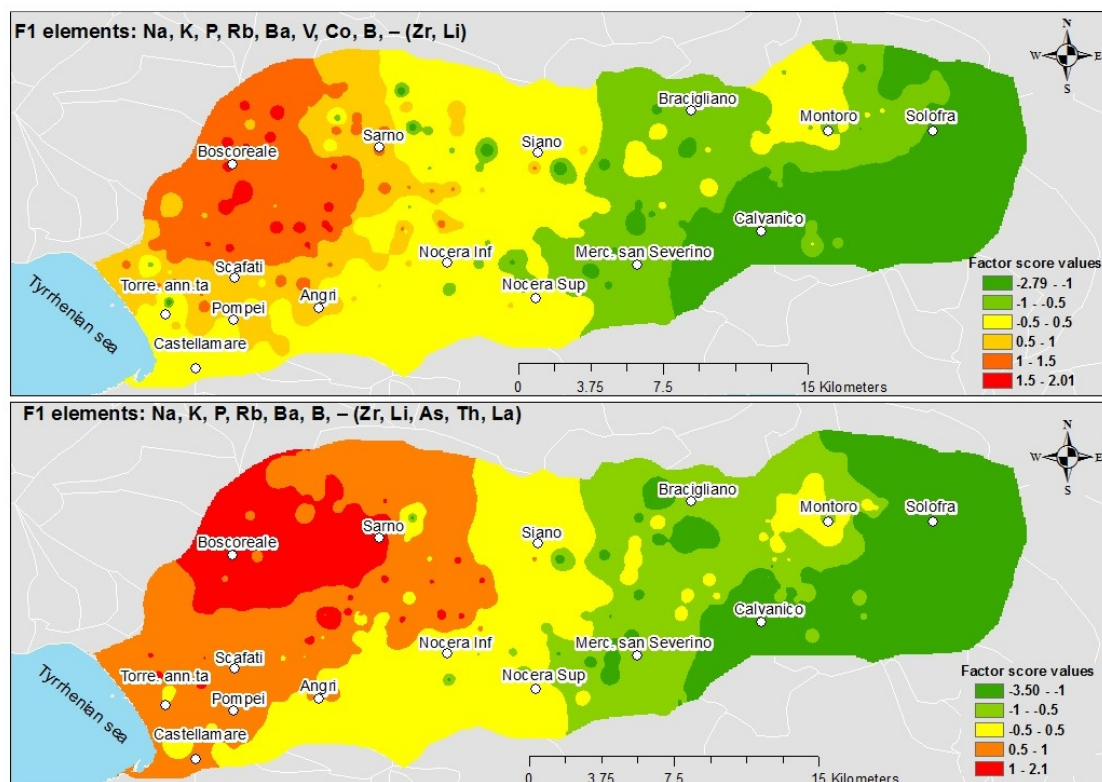 F1 elements: Na, K, P, Rb, Ba, V, Co, B, – (Zr, Li)
N
W E
S
Bracigliano
Montoro
Solofra
Sarno
Siano
Boscoreale
Calvanico
Nocera Inf
Merc. san Severino
Scafati
Torre. ann.ta
Pompei
Angri
Nocera Sup
Castellamare
Tyrrhenian sea
Factor score values
-2.79 - -1
-1 - -0.5
-0.5 - 0.5
0.5 - 1
1 - 1.5
1.5 - 2.01
0 3.75 7.5 15 Kilometers
F1 elements: Na, K, P, Rb, Ba, B, – (Zr, Li, As, Th, La)
N
W E
S
Bracigliano
Montoro
Solofra
Sarno
Siano
Boscoreale
Calvanico
Nocera Inf
Merc. san Severino
Scafati
Torre. ann.ta
Pompei
Angri
Nocera Sup
Castellamare
Tyrrhenian sea
Factor score values
-3.50 - -1
-1 - -0.5
-0.5 - 0.5
0.5 - 1
1 - 2.1
0 3.75 7.5 15 Kilometers